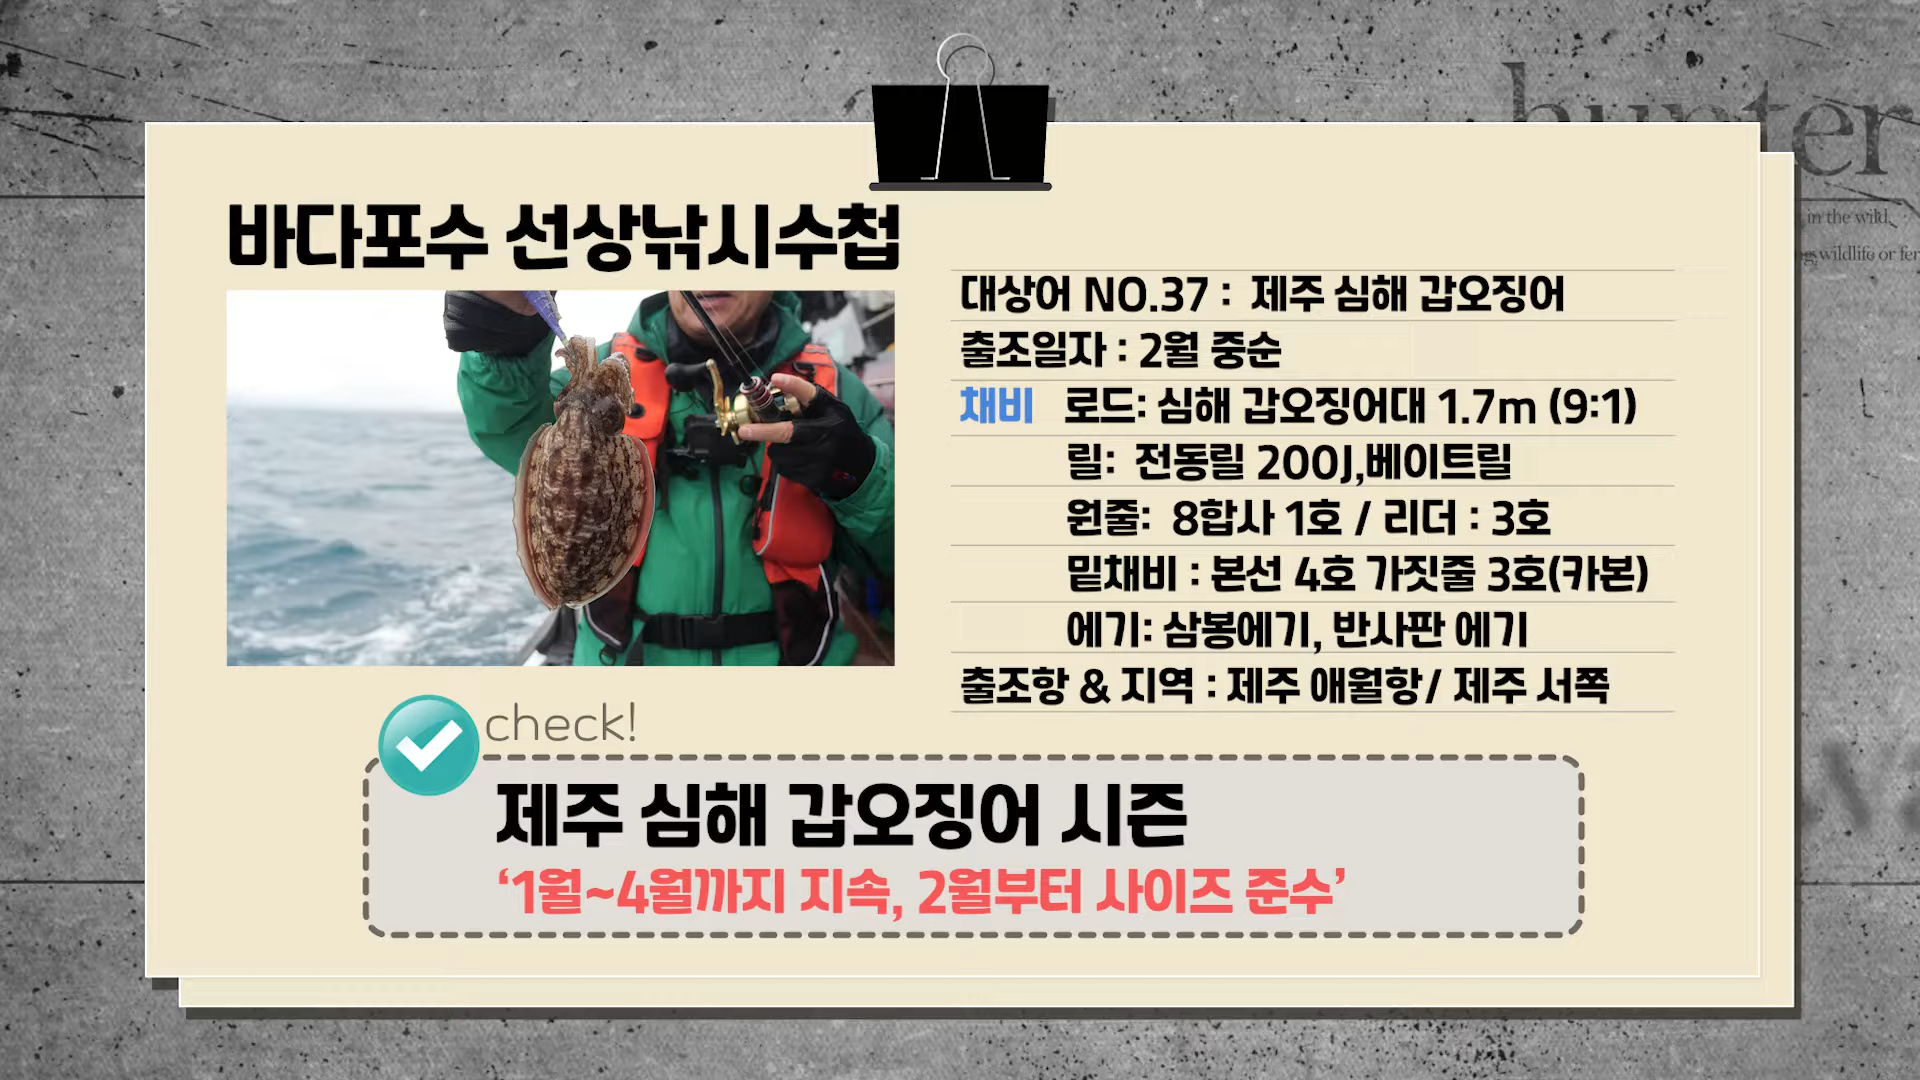 hunter
in the wild.
wildlife or fer
바다포수 선상낚시수첩
대상어 NO.37 : 제주 심해 갑오징어
출조일자 : 2월 중순
채비 로드: 심해 갑오징어대 1.7m (9:1)
릴: 전동릴 200J,베이트릴
원줄: 8합사 1호 / 리더 : 3호
밑채비 : 본선 4호 가짓줄 3호(카본)
에기: 삼봉에기, 반사판 에기
출조항 & 지역 : 제주 애월항/ 제주 서쪽
check!
제주 심해 갑오징어 시즌
‘1월~4월까지 지속, 2월부터 사이즈 준수’